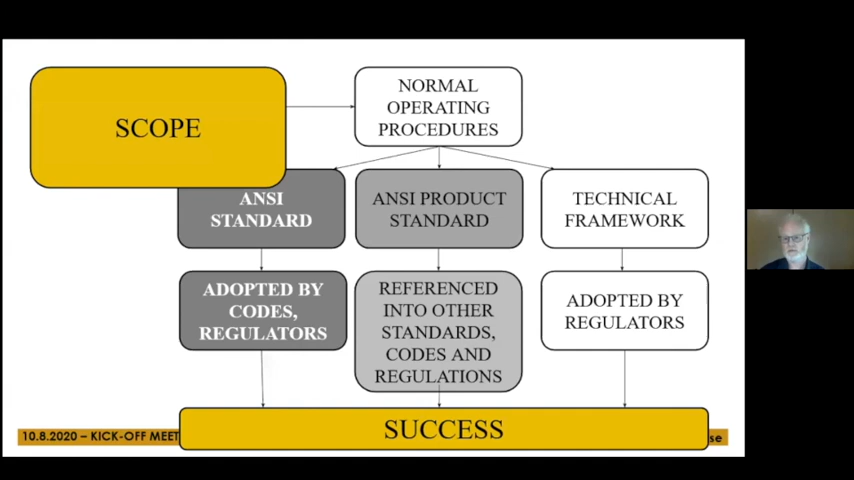 SCOPE
NORMAL
OPERATING
PROCEDURES
ANSI
STANDARD
ANSI PRODUCT
STANDARD
TECHNICAL
FRAMEWORK
ADOPTED BY
CODES,
REGULATORS
REFERENCED
INTO OTHER
STANDARDS,
CODES AND
REGULATIONS
ADOPTED BY
REGULATORS
SUCCESS
10.8.2020 – KICK-OFF MEET
se